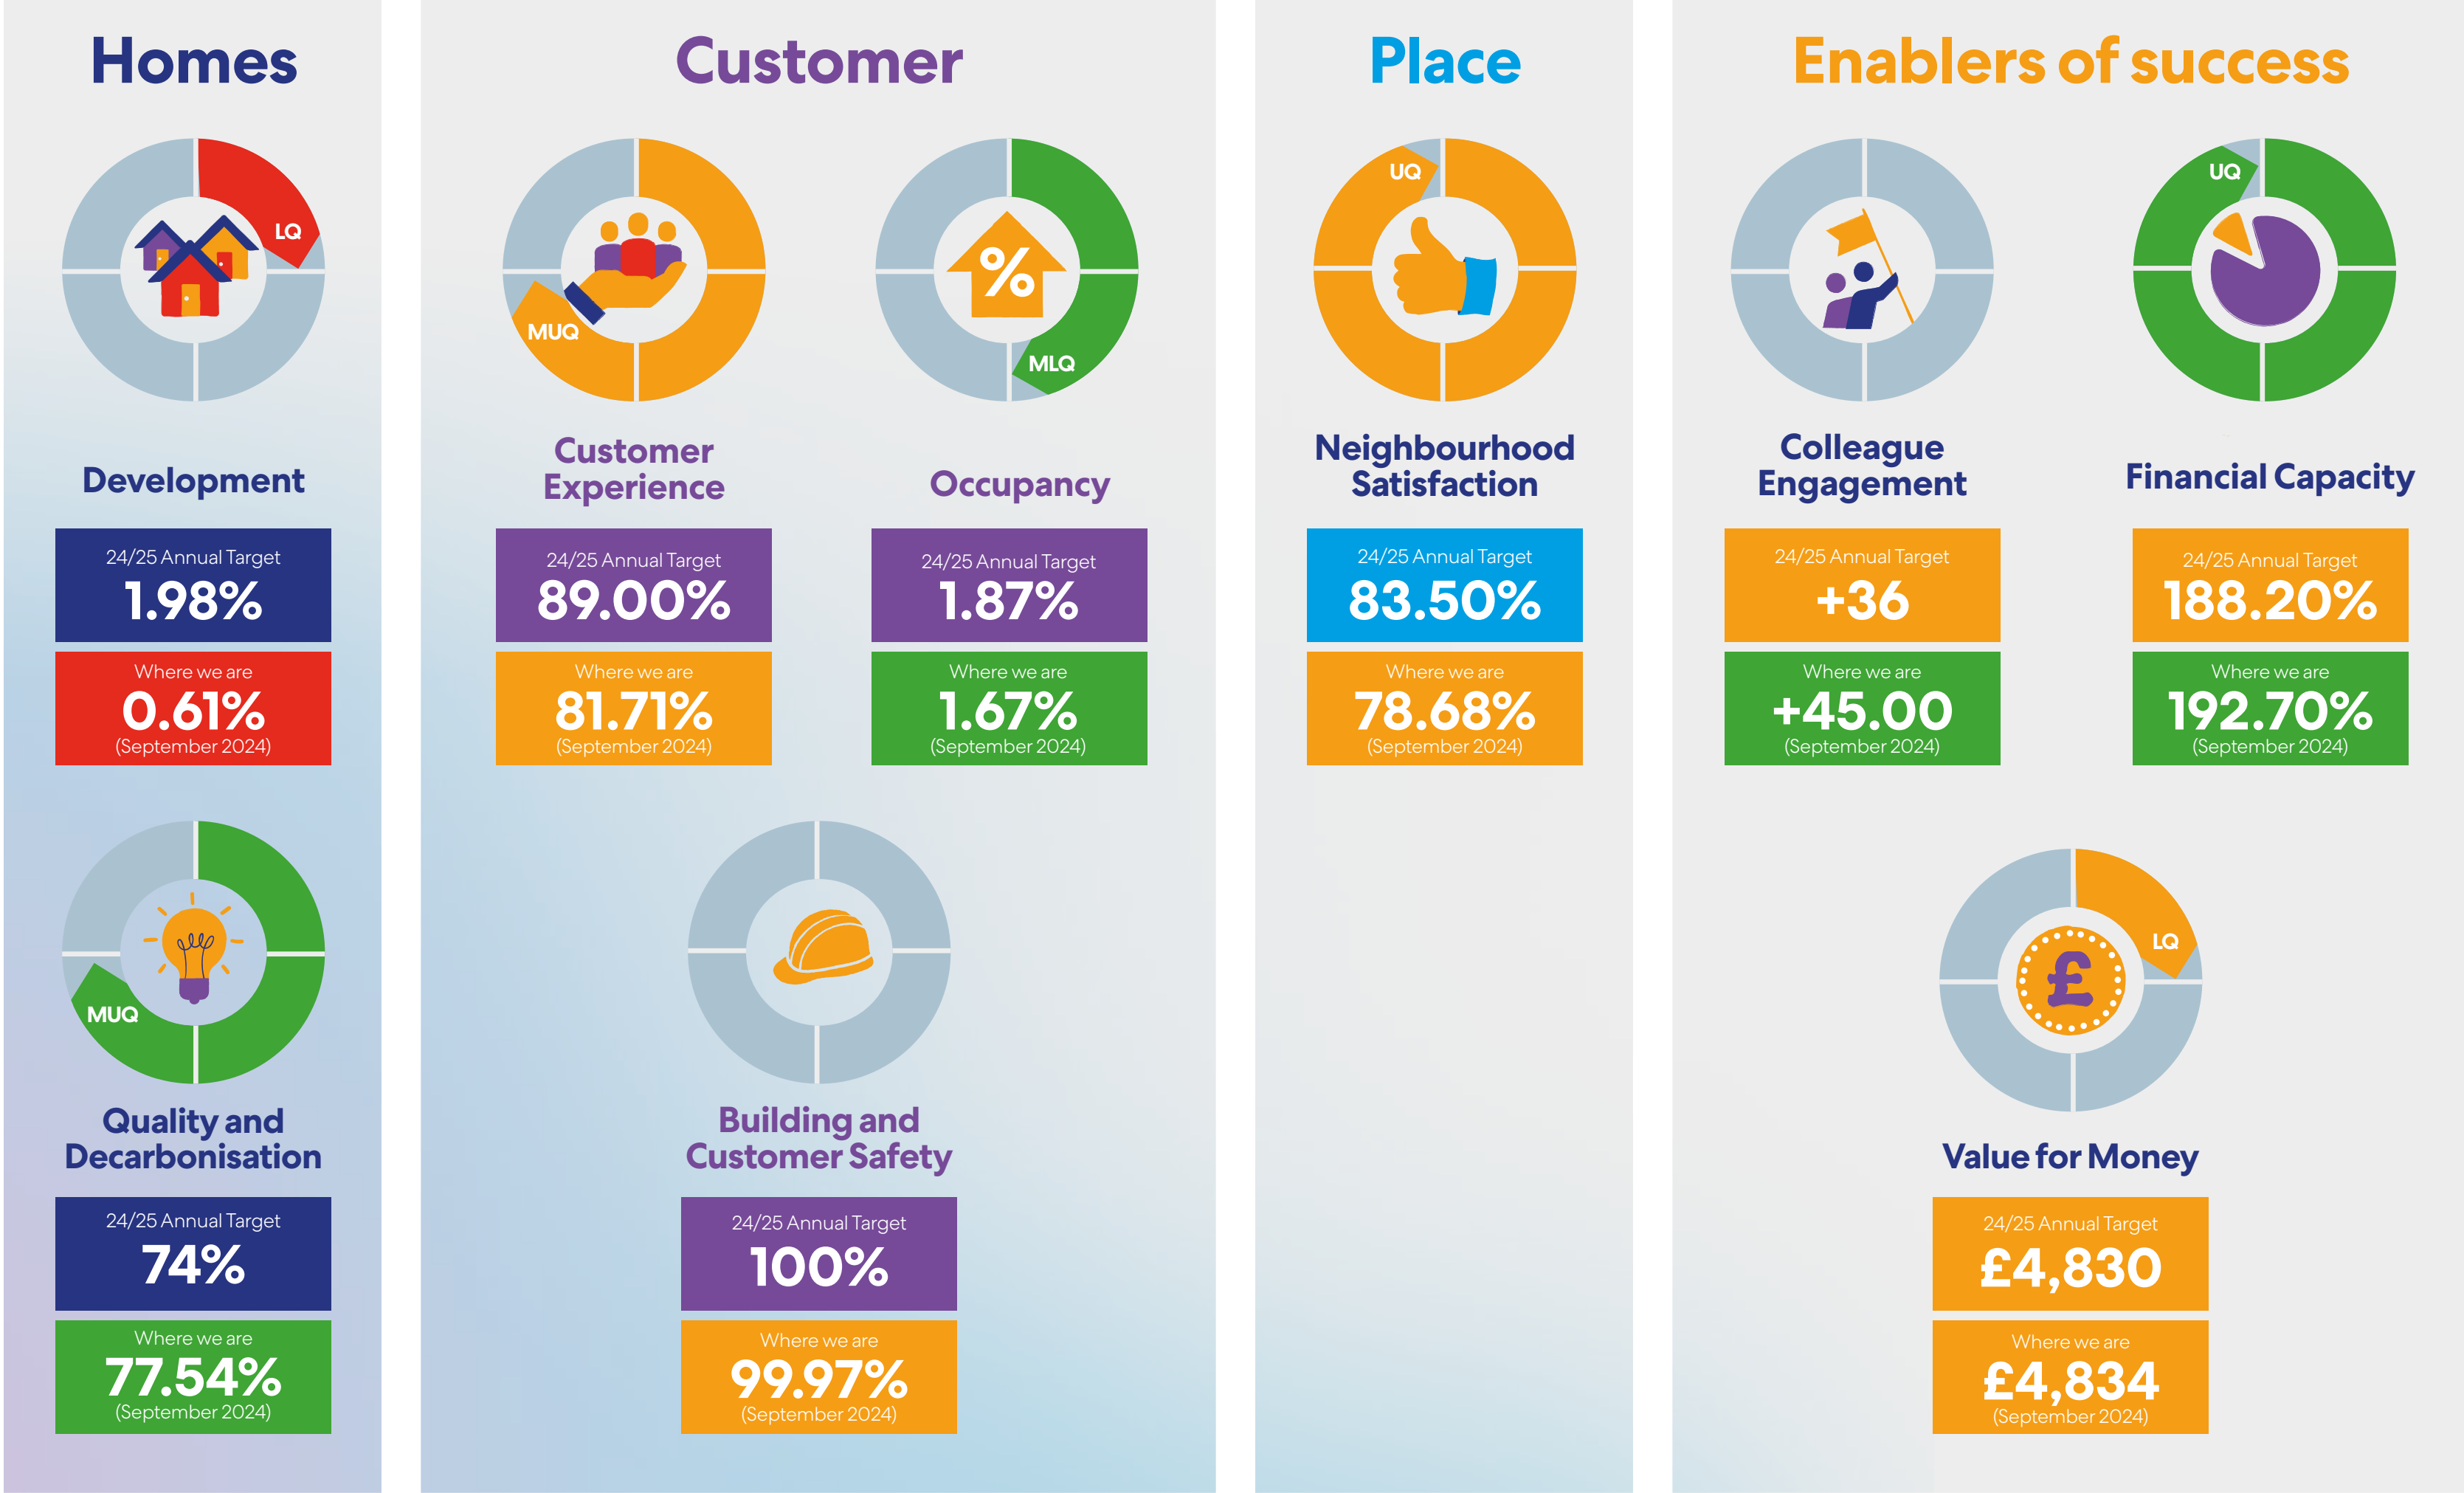 Homes
LQ
Development
24/25 Annual Target
1.98%
Where we are
0.61%
(September 2024)
MUQ
Quality and
Decarbonisation
24/25 Annual Target
74%
Where we are
77.54%
(September 2024)
Customer
MUQ
Customer
Experience
24/25 Annual Target
89.00%
Where we are
81.71%
(September 2024)
%
MLQ
Occupancy
24/25 Annual Target
1.87%
Where we are
1.67%
(September 2024)
Building and
Customer Safety
24/25 Annual Target
100%
Where we are
99.97%
(September 2024)
Place
UQ
Neighbourhood
Satisfaction
24/25 Annual Target
83.50%
Where we are
78.68%
(September 2024)
Enablers of success
Colleague
Engagement
24/25 Annual Target
+36
Where we are
+45.00
(September 2024)
UQ
Financial Capacity
24/25 Annual Target
188.20%
Where we are
192.70%
(September 2024)
LQ
£
Value for Money
24/25 Annual Target
£4,830
Where we are
£4,834
(September 2024)